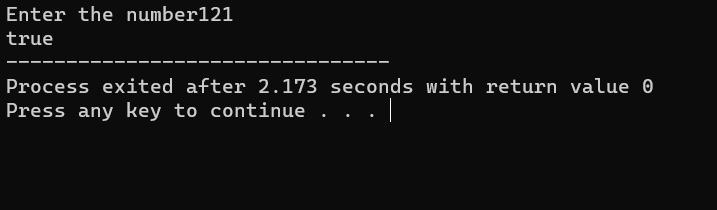 Enter the number121
true
--------------------------------
Process exited after 2.173 seconds with return value 0
Press any key to continue . . .